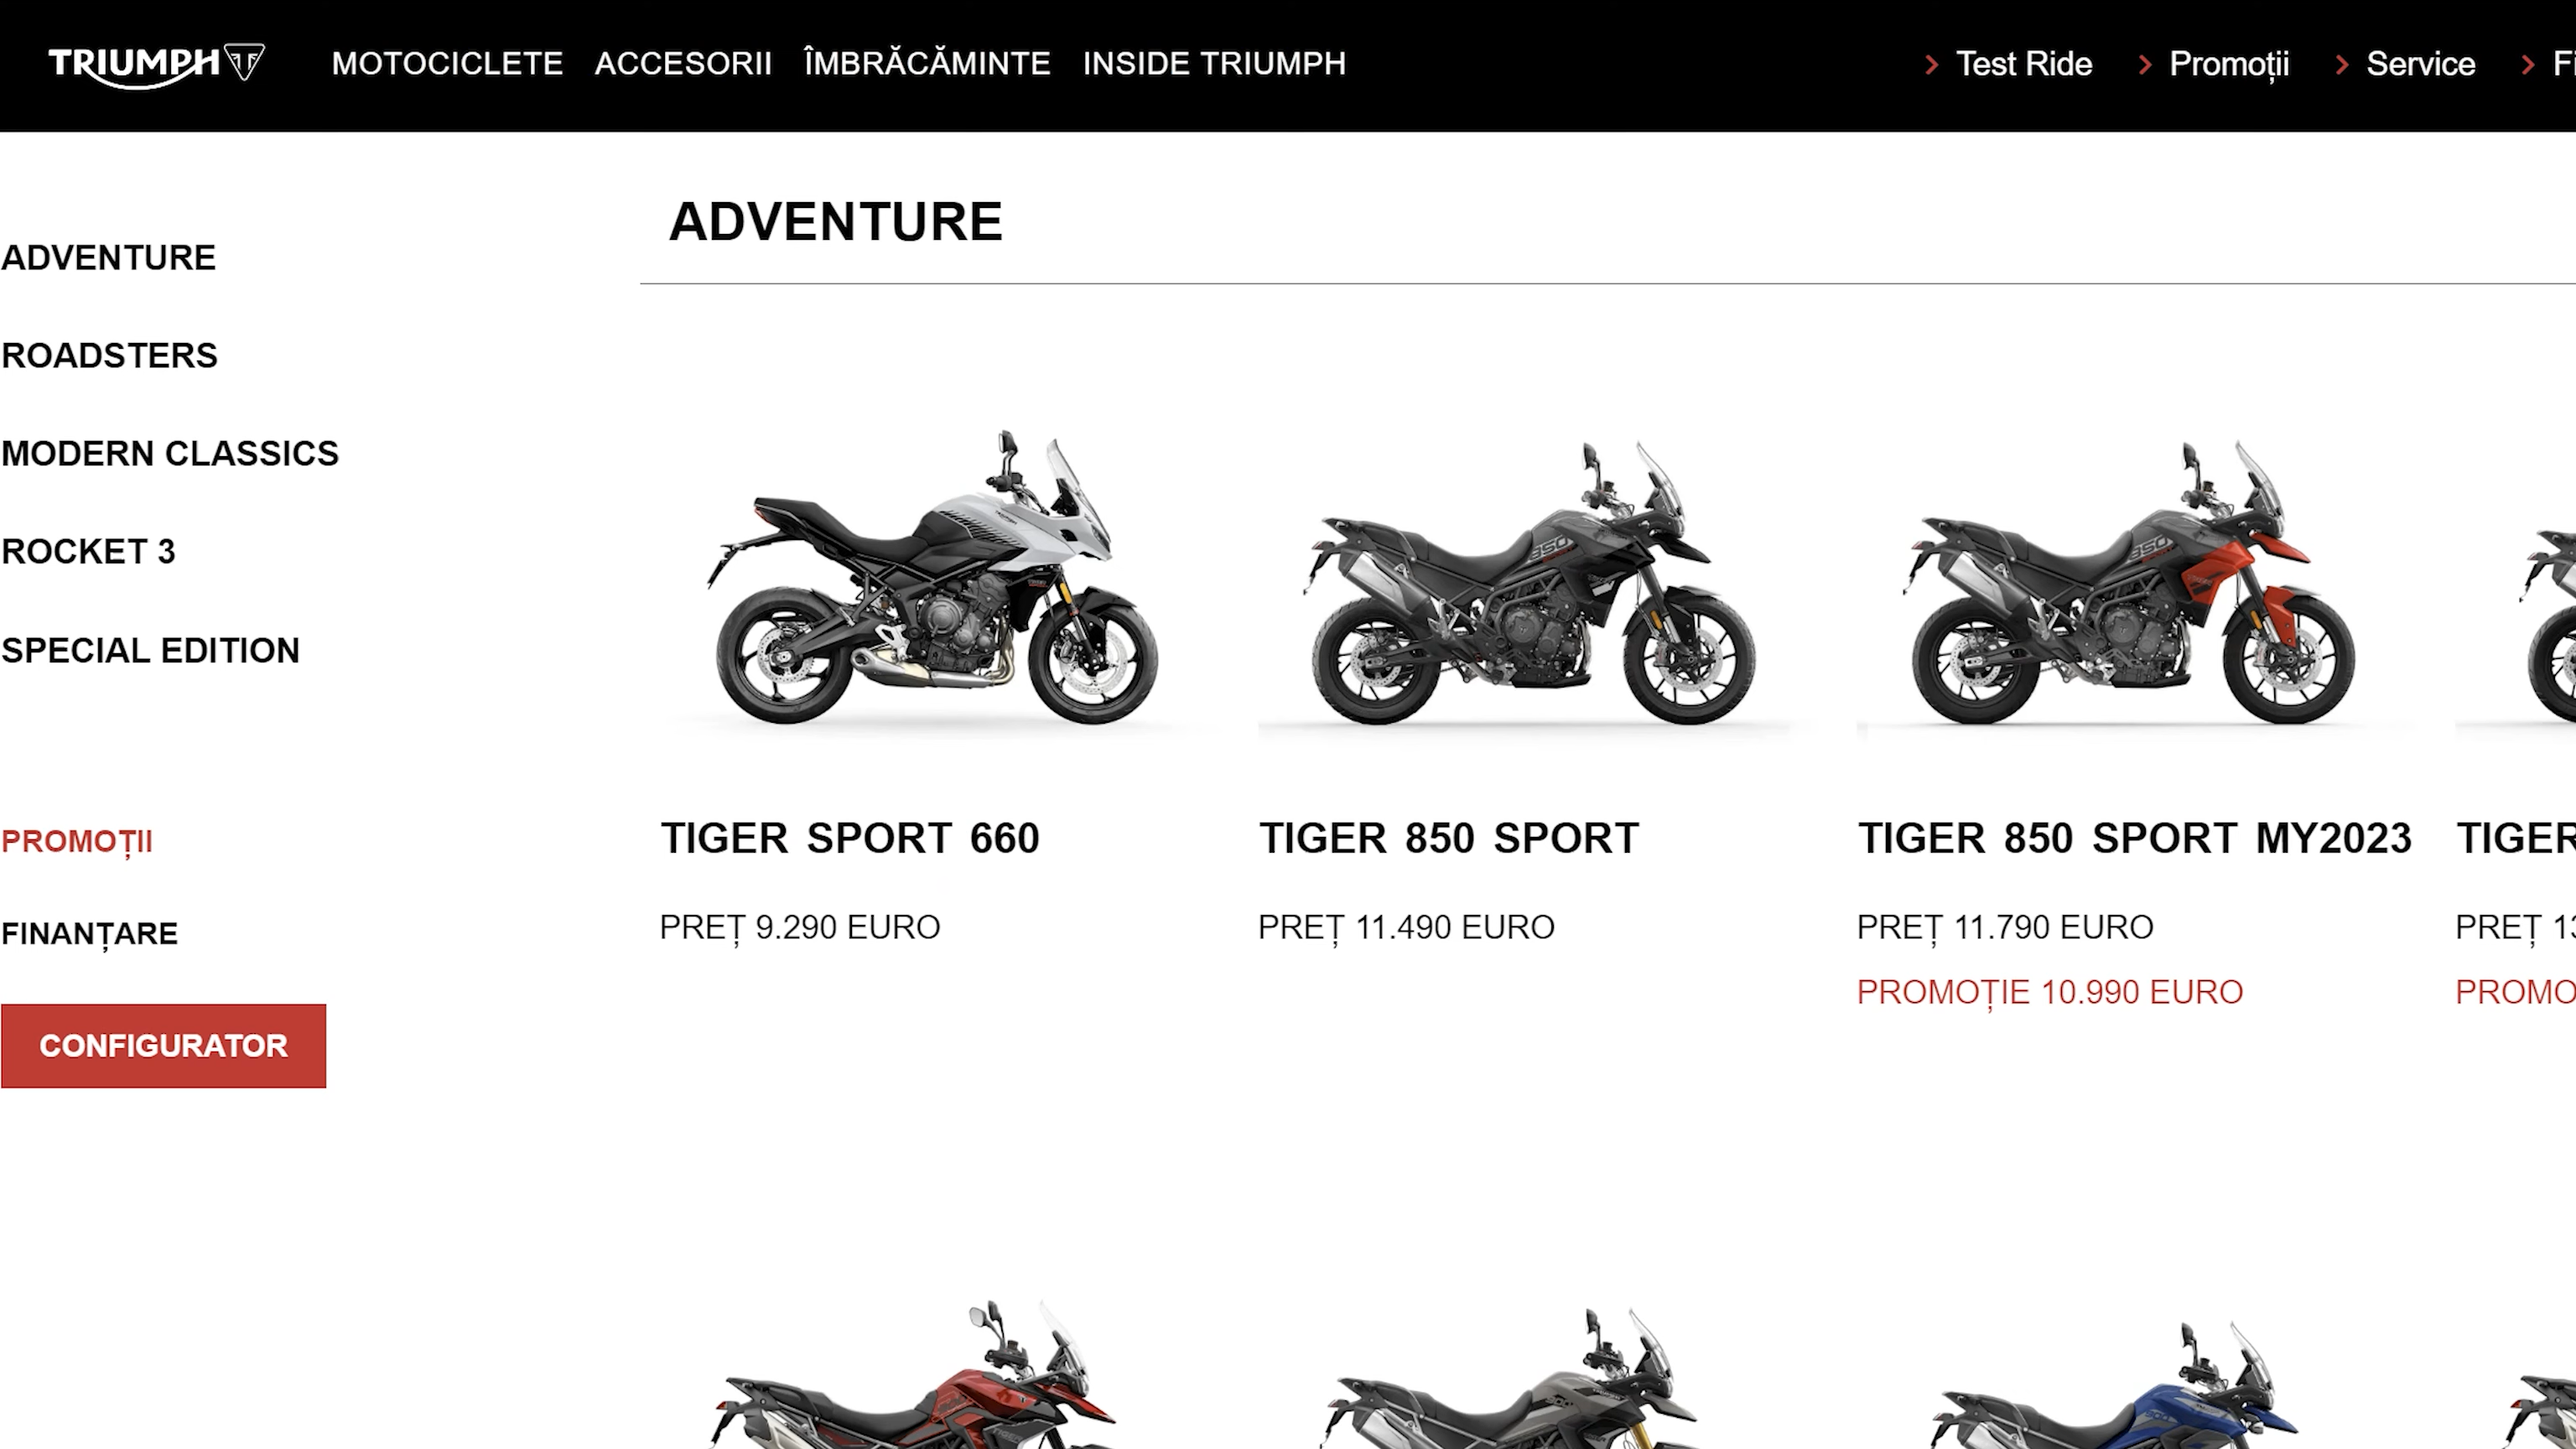 TRIUMPH
MOTOCICLETE ACCESORII ÎMBRĂCĂMINTE INSIDE TRIUMPH
Test Ride Promoții Service
ADVENTURE
ROADSTERS
MODERN CLASSICS
ROCKET 3
SPECIAL EDITION
PROMOȚII
FINANȚARE
CONFIGURATOR
ADVENTURE
TIGER SPORT 660
PREȚ 9.290 EURO
TIGER 850 SPORT
PREȚ 11.490 EURO
TIGER 850 SPORT MY2023
PREȚ 11.790 EURO
PROMOȚIE 10.990 EURO
TIGER
PREȚ